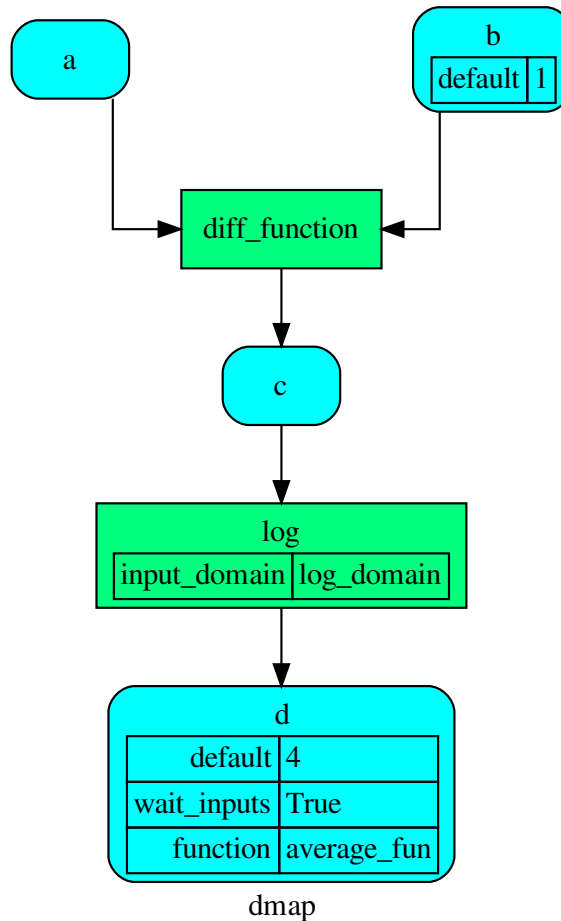 a
b
default 1
diff_function
c
log
input_domain log_domain
d
default 4
wait_inputs True
function average_fun
dmap